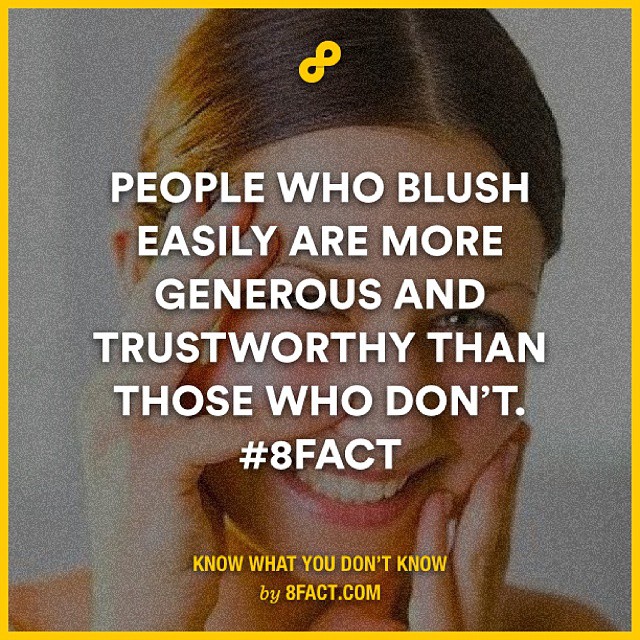 PEOPLE WHO BLUSH
EASILY ARE MORE
GENEROUS AND
TRUSTWORTHY THAN
THOSE WHO DON’T.
#8FACT
KNOW WHAT YOU DON’T KNOW
by 8FACT.COM